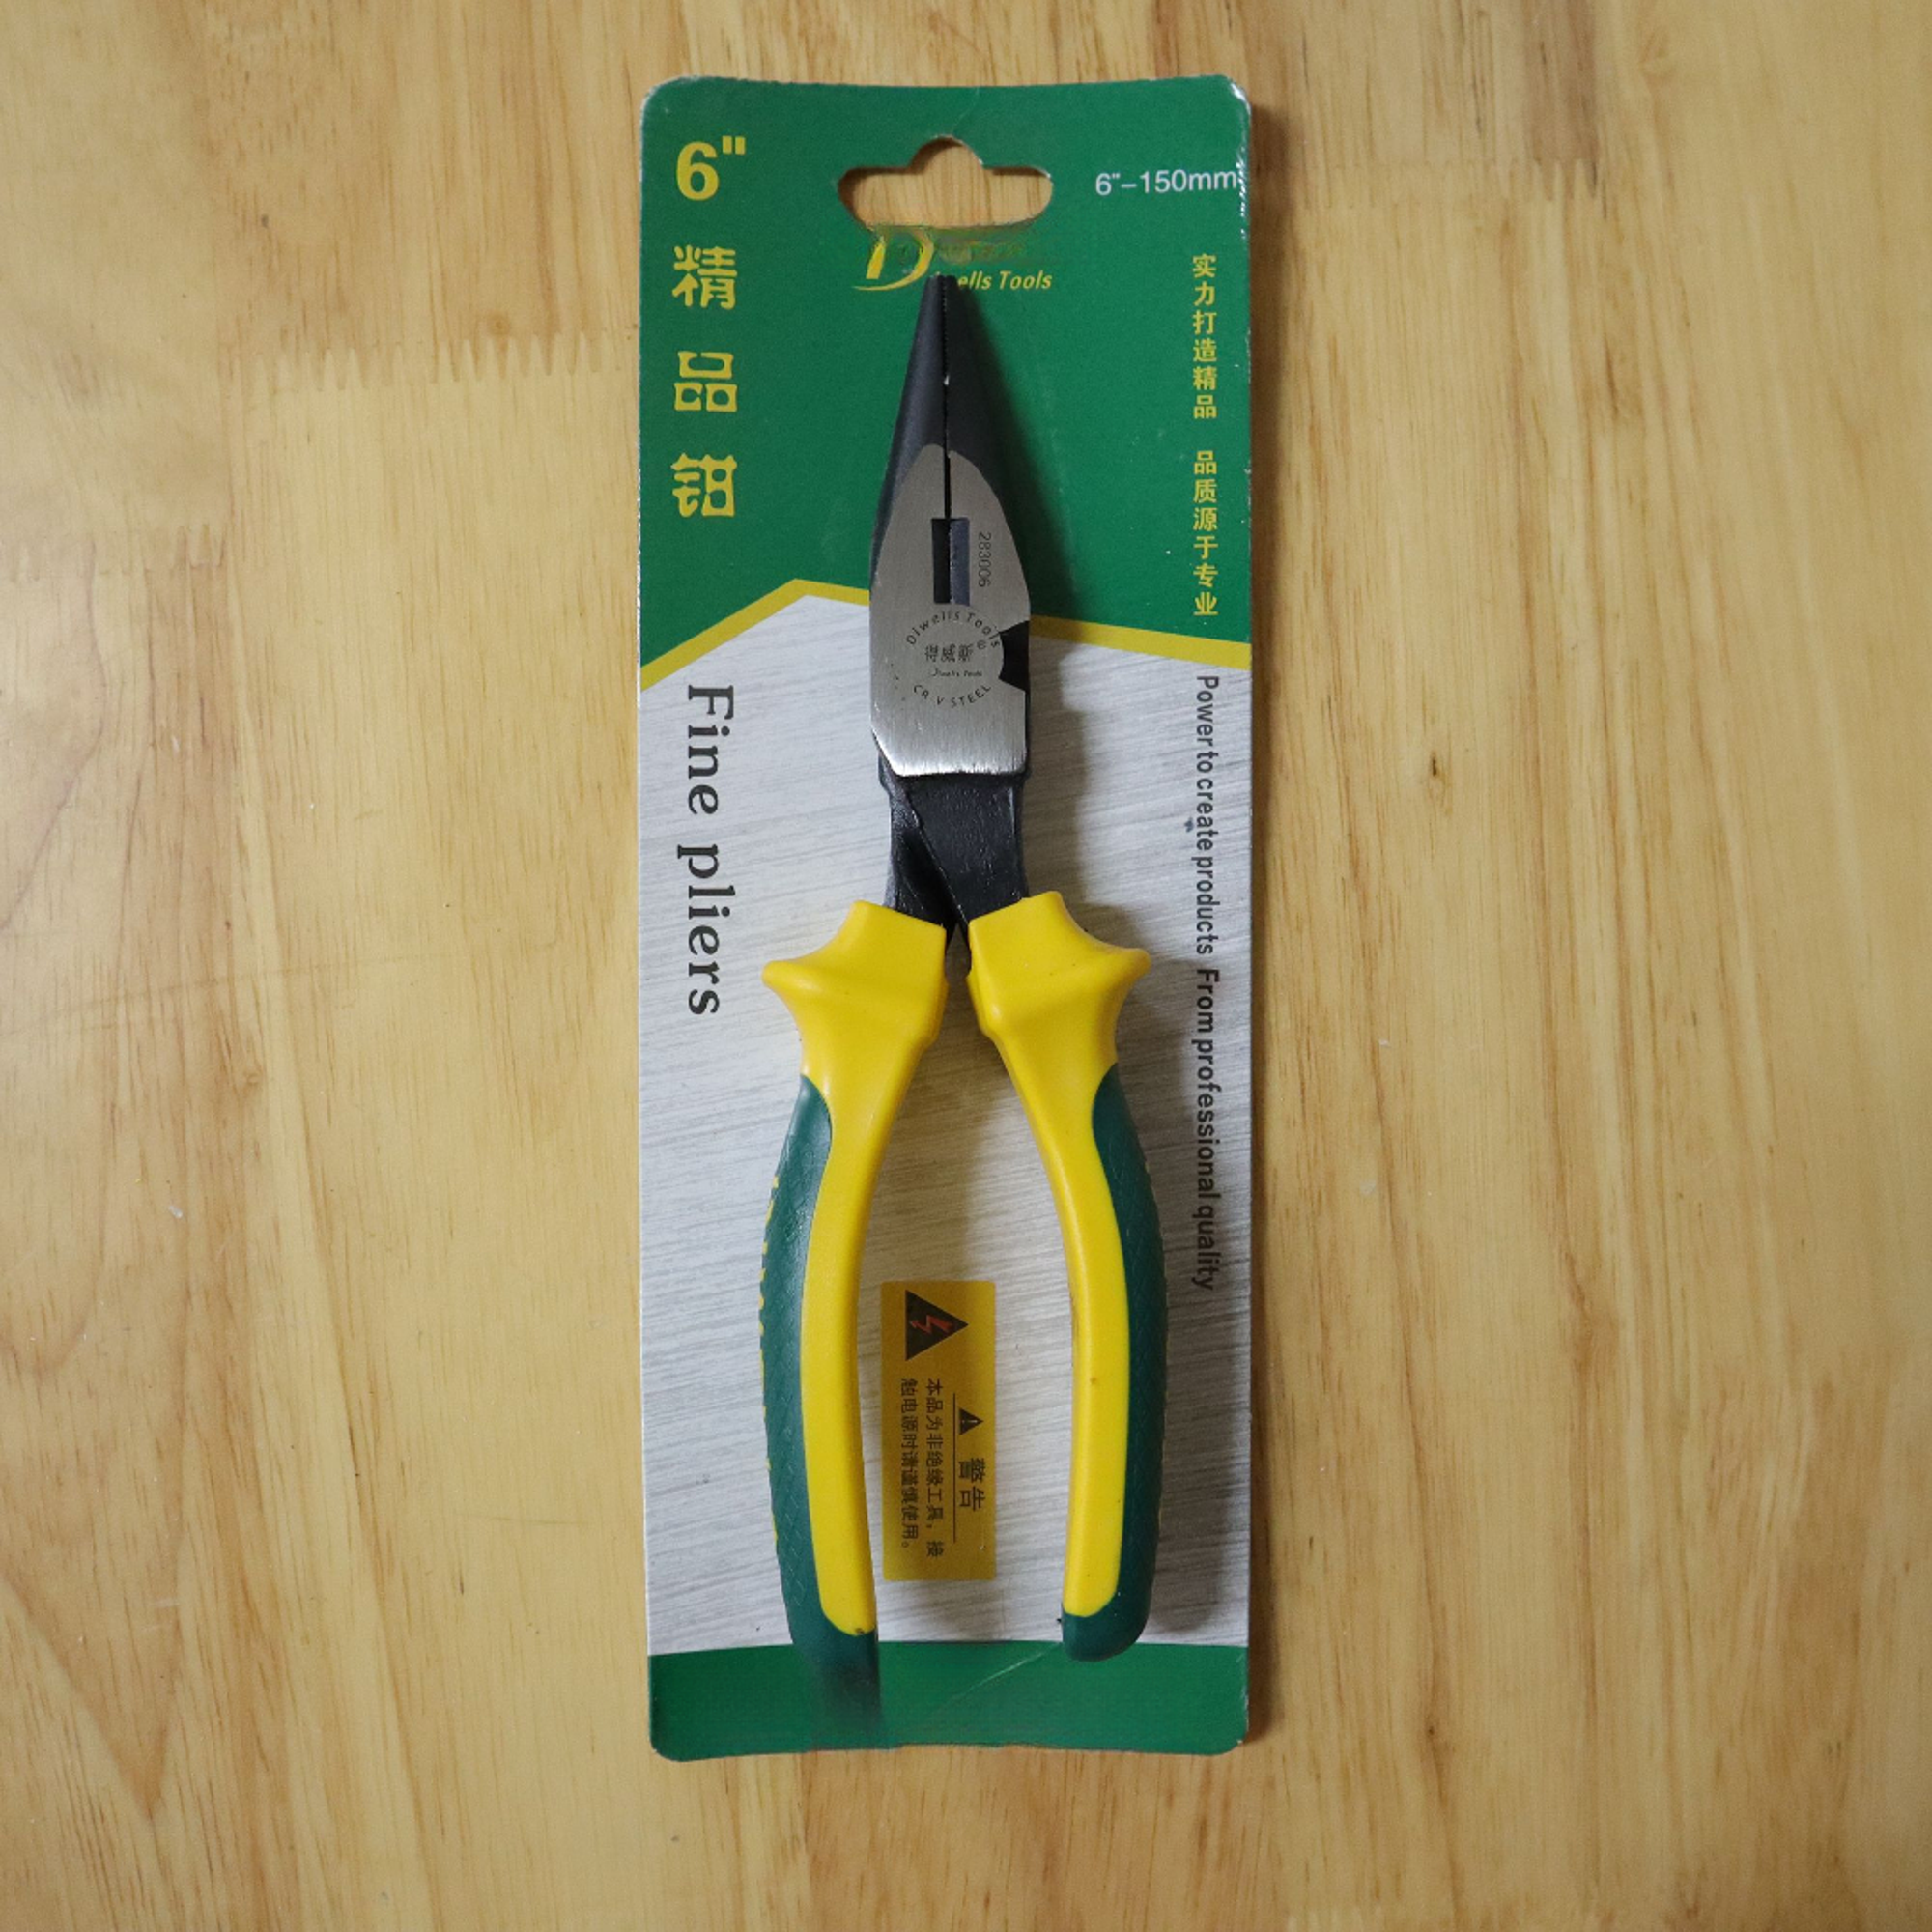 6"
精品钳
6"-150mm
Diwells Tools
实力打造精品 品质源于专业
283006
Diwells Tools
®
得威斯
Diwells Tools
CR V STEEL
Fine pliers
Power to create products From professional quality
警告
本品为非绝缘工具，接
触电源时请谨慎使用。